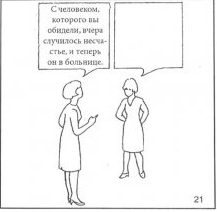 С человеком,
которого вы
обидели, вчера
случилось несча-
стье, и теперь
он в больнице.
21